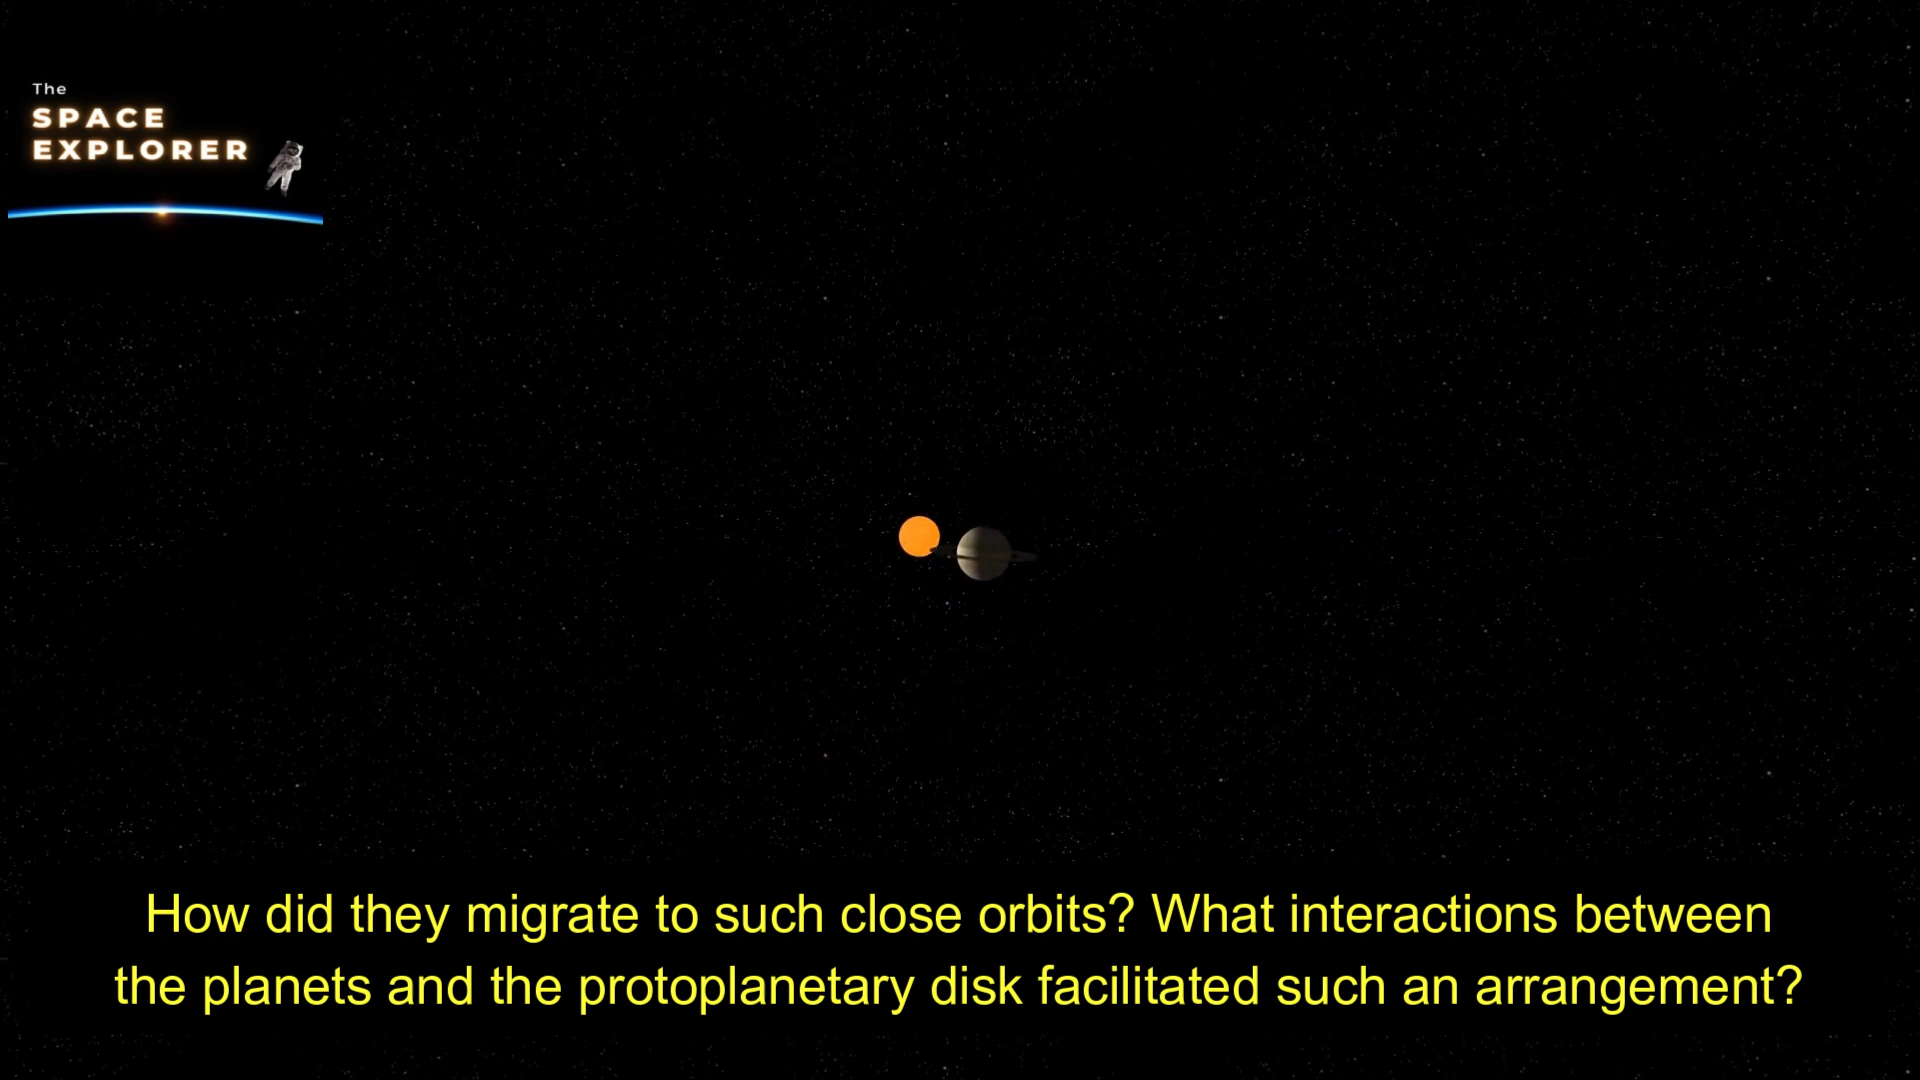 The
SPACE
EXPLORER
How did they migrate to such close orbits? What interactions between
the planets and the protoplanetary disk facilitated such an arrangement?